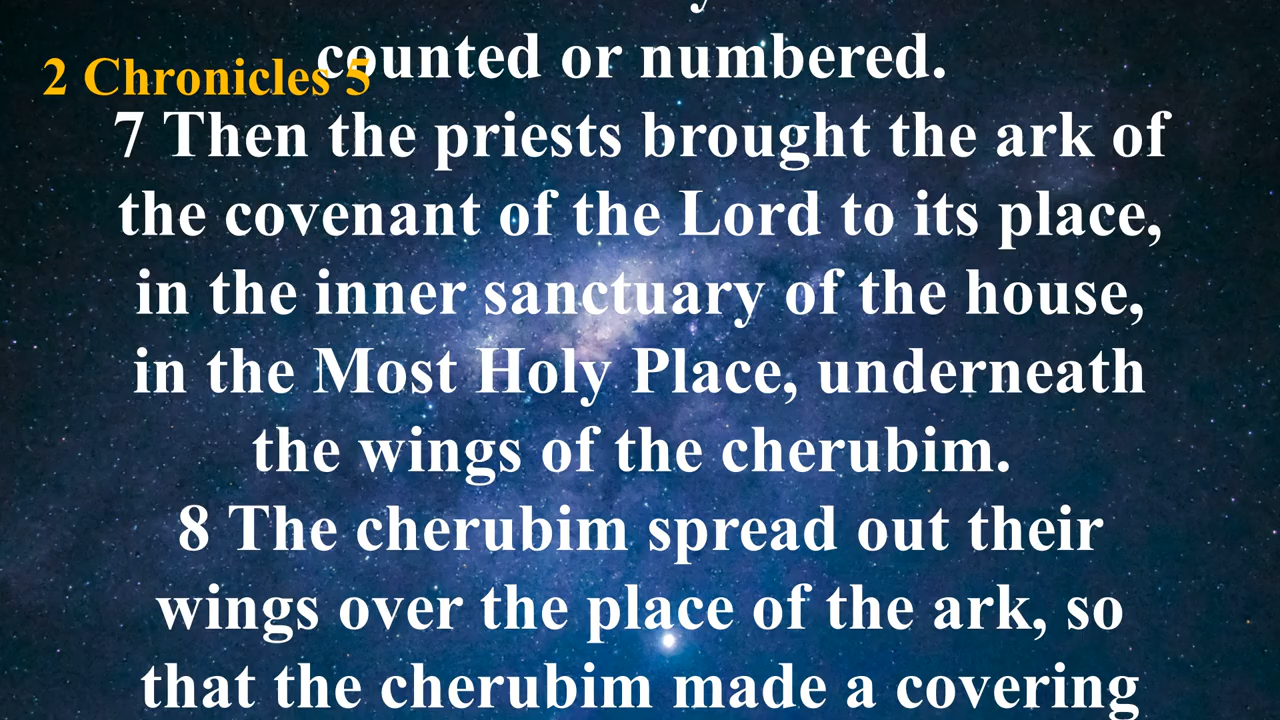 counted or numbered.
2 Chronicles 5
7 Then the priests brought the ark of
the covenant of the Lord to its place,
in the inner sanctuary of the house,
in the Most Holy Place, underneath
the wings of the cherubim.
8 The cherubim spread out their
wings over the place of the ark, so
that the cherubim made a covering